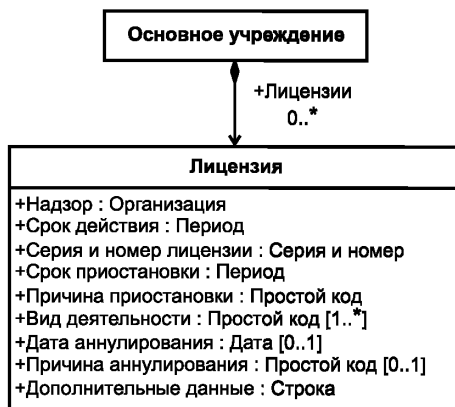 Основное учреждение
+Лицензии
0..*
Лицензия
+Надзор : Организация
+Срок действия : Период
+Серия и номер лицензии : Серия и номер
+Срок приостановки : Период
+Причина приостановки : Простой код
+Вид деятельности : Простой код [1..*]
+Дата аннулирования : Дата [0..1]
+Причина аннулирования : Простой код [0..1]
+Дополнительные данные : Строка